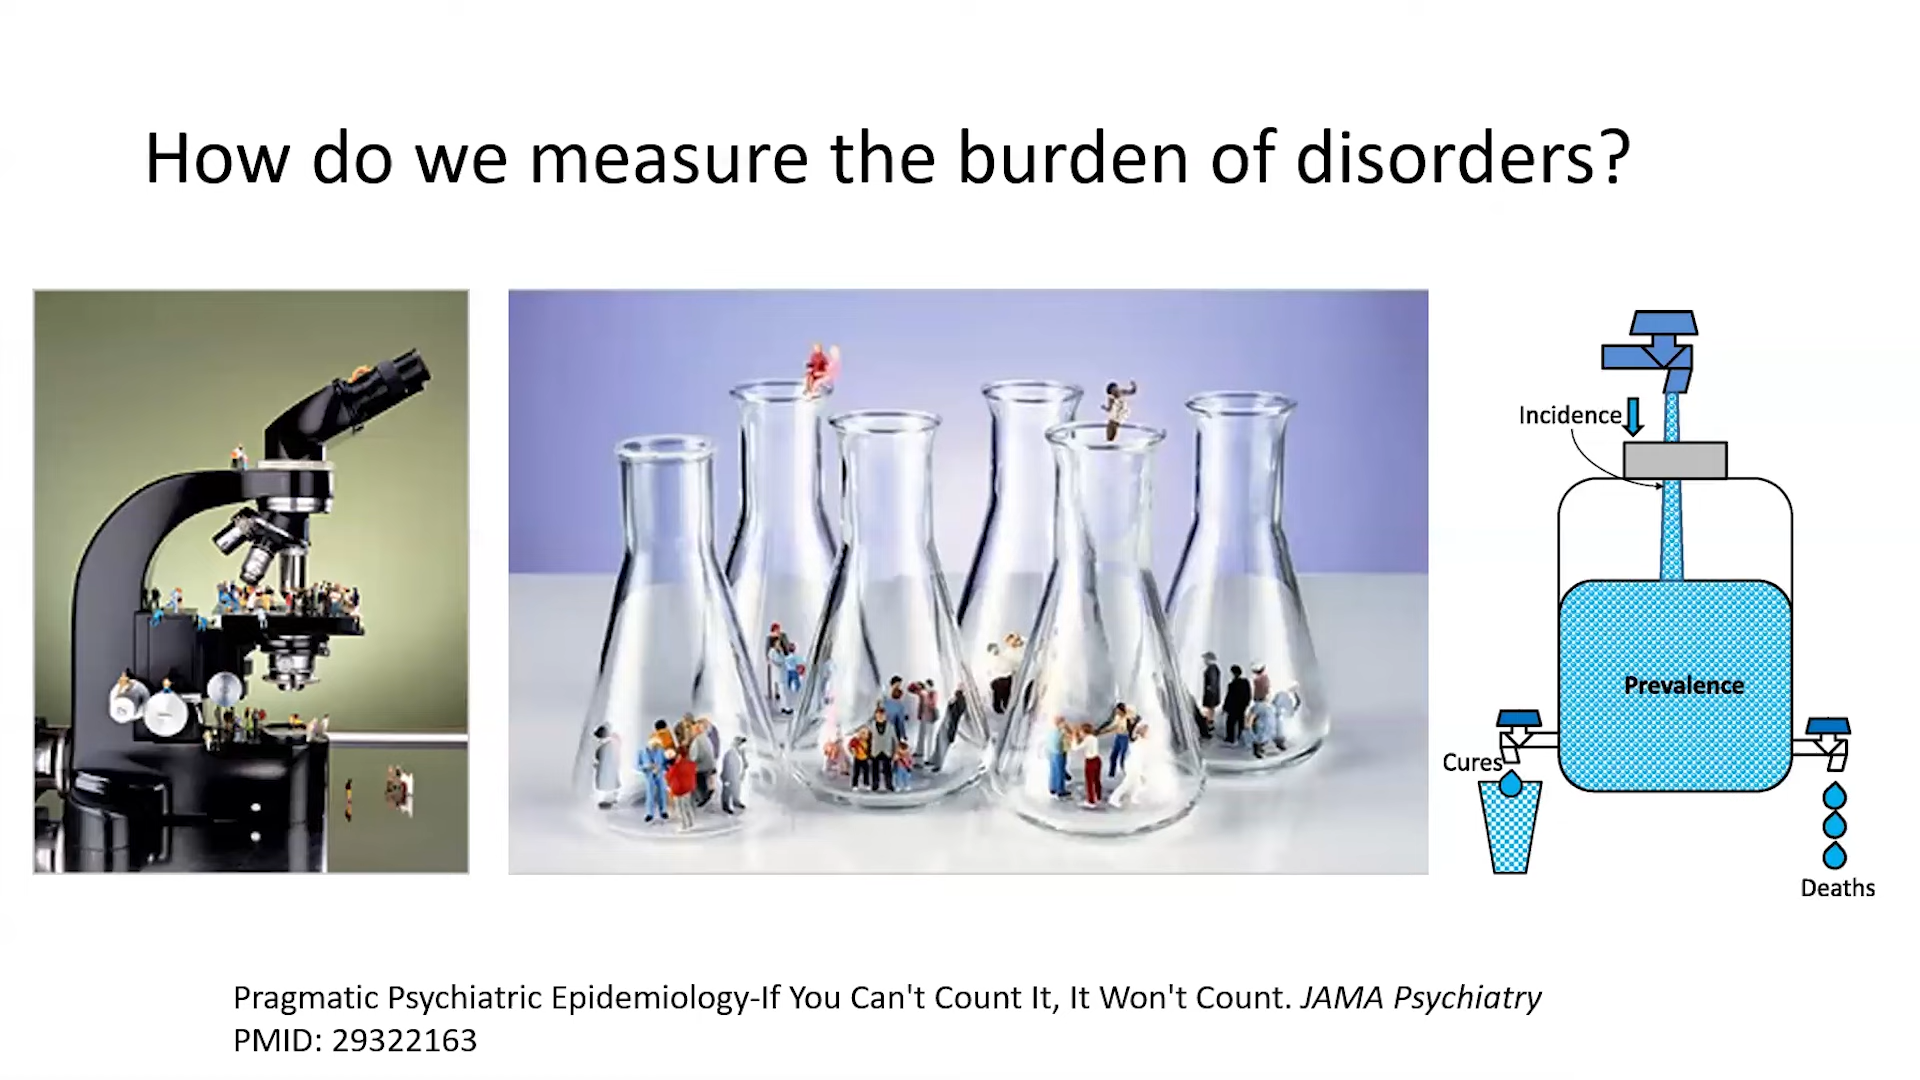 How do we measure the burden of disorders?
Incidence
Prevalence
Cures
Deaths
Pragmatic Psychiatric Epidemiology-If You Can't Count It, It Won't Count. JAMA Psychiatry
PMID: 29322163